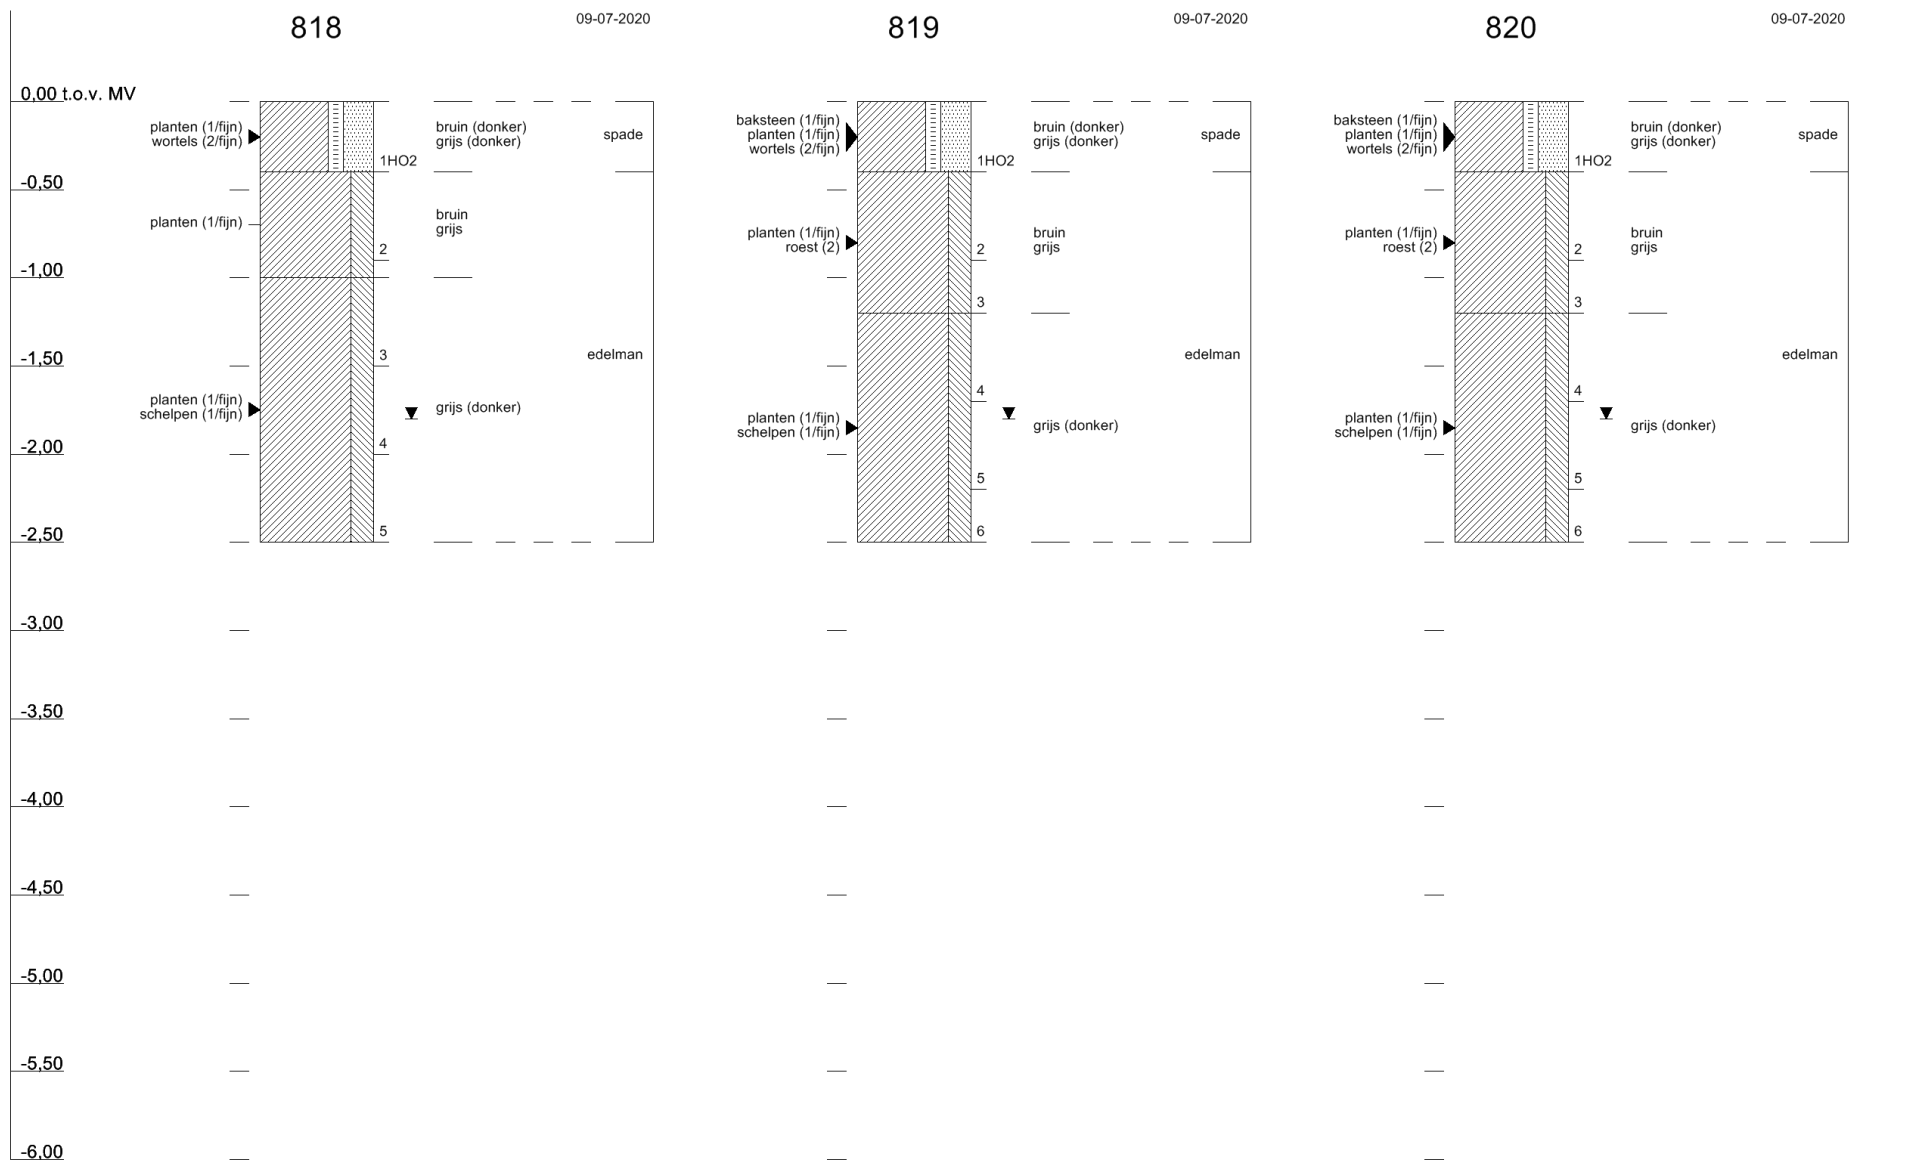 818
09-07-2020
819
09-07-2020
820
09-07-2020
0,00 t.o.v. MV
-0,50
-1,00
-1,50
-2,00
-2,50
-3,00
-3,50
-4,00
-4,50
-5,00
-5,50
-6,00
planten (1/fijn)
wortels (2/fijn)
1HO2
bruin (donker)
grijs (donker)
spade
planten (1/fijn)
2
bruin
grijs
3
edelman
planten (1/fijn)
schelpen (1/fijn)
grijs (donker)
4
5
baksteen (1/fijn)
planten (1/fijn)
wortels (2/fijn)
1HO2
bruin (donker)
grijs (donker)
spade
planten (1/fijn)
roest (2)
2
bruin
grijs
3
edelman
4
planten (1/fijn)
schelpen (1/fijn)
grijs (donker)
5
6
baksteen (1/fijn)
planten (1/fijn)
wortels (2/fijn)
1HO2
bruin (donker)
grijs (donker)
spade
planten (1/fijn)
roest (2)
2
bruin
grijs
3
edelman
4
planten (1/fijn)
schelpen (1/fijn)
grijs (donker)
5
6